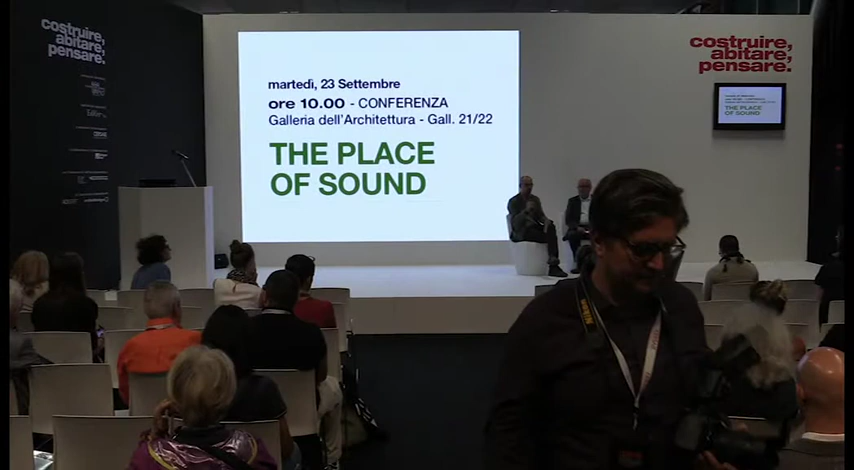 costruire,
abitare,
pensare.
martedì, 23 Settembre
ore 10.00 - CONFERENZA
Galleria dell'Architettura - Gall. 21/22
THE PLACE
OF SOUND
costruire,
abitare,
pensare.
THE PLACE
OF SOUND